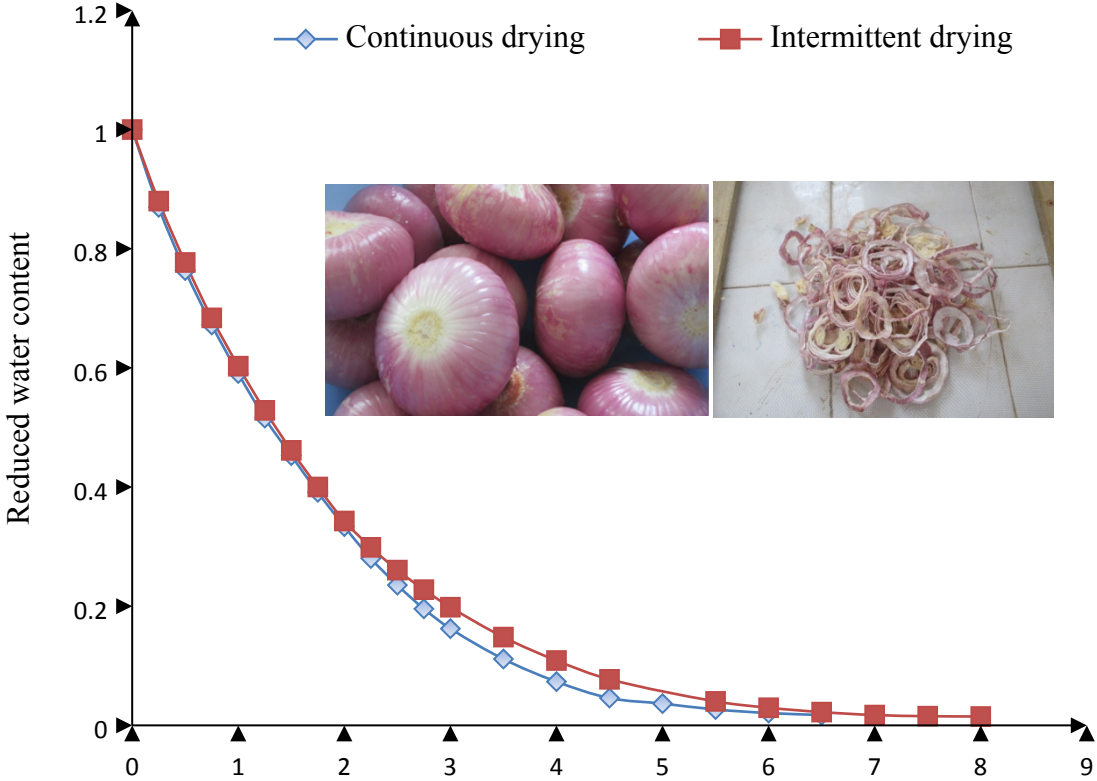 1.2
Continuous drying
Intermittent drying
1
0.8
0.6
0.4
0.2
0
Reduced water content
0 1 2 3 4 5 6 7 8 9